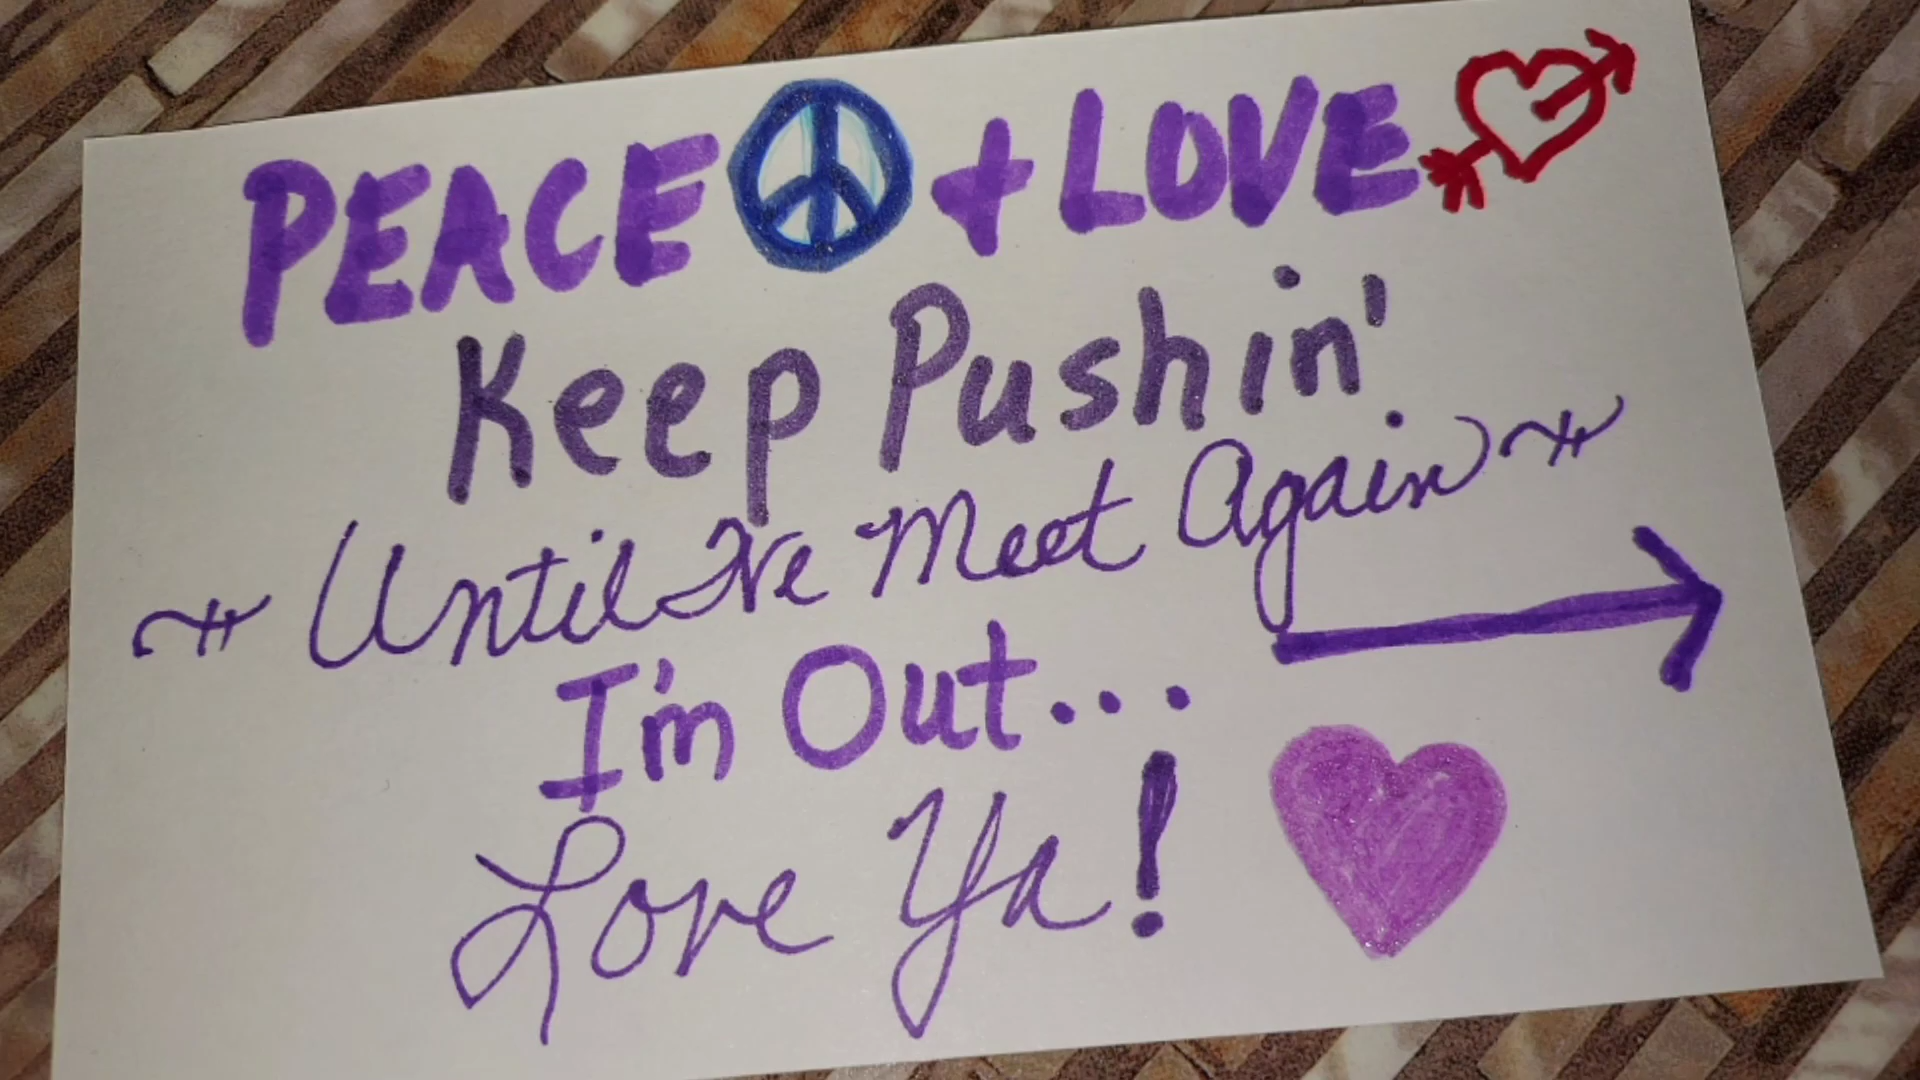 PEACE + LOVE
Keep Pushin'
Until We Meet Again
I'm Out...
Love Ya!